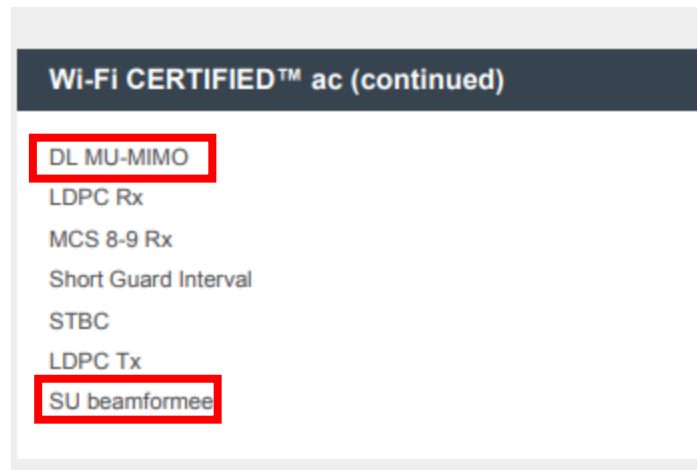 Wi-Fi CERTIFIED™ ac (continued)
DL MU-MIMO
LDPC Rx
MCS 8-9 Rx
Short Guard Interval
STBC
LDPC Tx
SU beamformee